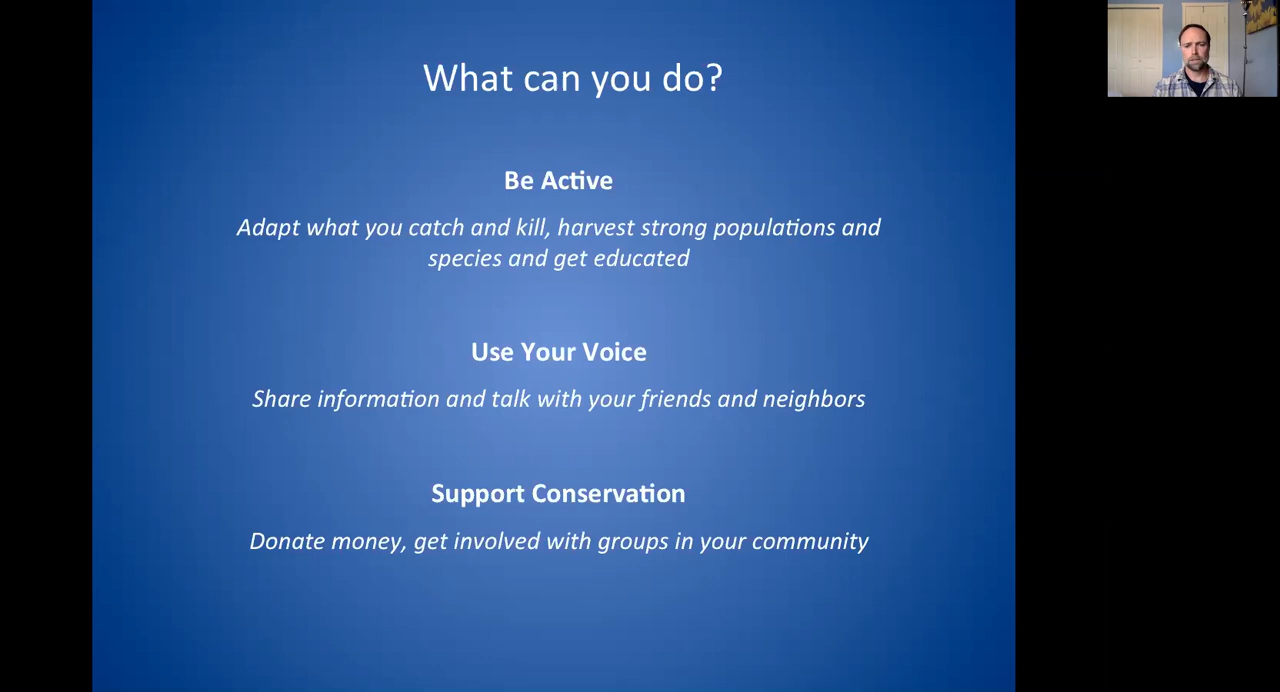 What can you do?
Be Active
Adapt what you catch and kill, harvest strong populations and
species and get educated
Use Your Voice
Share information and talk with your friends and neighbors
Support Conservation
Donate money, get involved with groups in your community